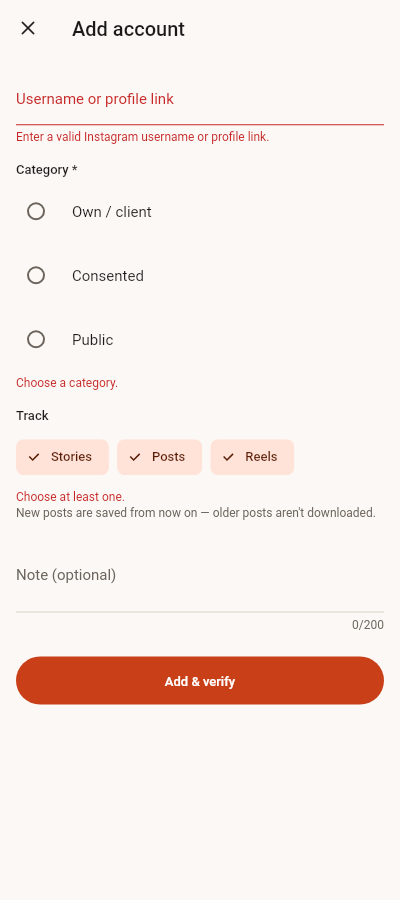 Add account
Username or profile link
Enter a valid Instagram username or profile link.
Category *
Own / client
Consented
Public
Choose a category.
Track
Stories
Posts
Reels
Choose at least one.
New posts are saved from now on — older posts aren't downloaded.
Note (optional)
0/200
Add & verify